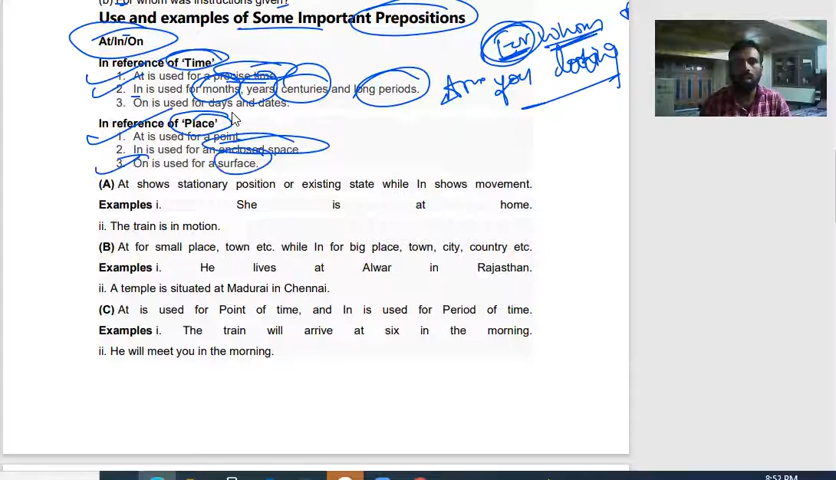 (b) For whom was instructions given?
Use and examples of Some Important Prepositions
At/In/On
For whom
Are you looking
In reference of 'Time'
1. At is used for a precise time.
2. In is used for months, years, centuries and long periods.
3. On is used for days and dates.
In reference of 'Place'
1. At is used for a point.
2. In is used for an enclosed space.
3. On is used for a surface.
(A) At shows stationary position or existing state while In shows movement.
Examples i. She is at home.
ii. The train is in motion.
(B) At for small place, town etc. while In for big place, town, city, country etc.
Examples i. He lives at Alwar in Rajasthan.
ii. A temple is situated at Madurai in Chennai.
(C) At is used for Point of time, and In is used for Period of time.
Examples i. The train will arrive at six in the morning.
ii. He will meet you in the morning.
8:52 PM